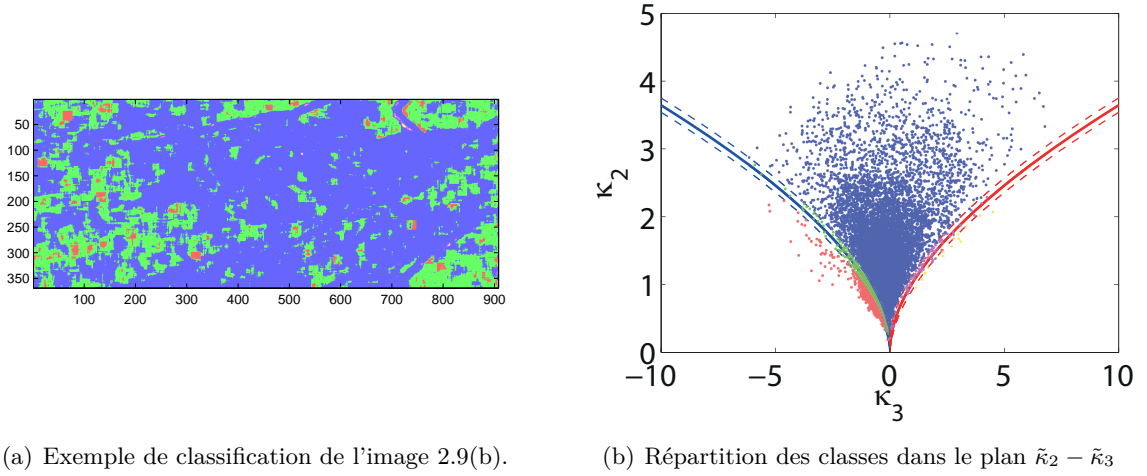 50
100
150
200
250
300
350
100 200 300 400 500 600 700 800 900
5
4
3
2
1
0
κ2
−10 −5 0 5 10
κ3
(a) Exemple de classification de l'image 2.9(b).
(b) Répartition des classes dans le plan κ̃2 − κ̃3